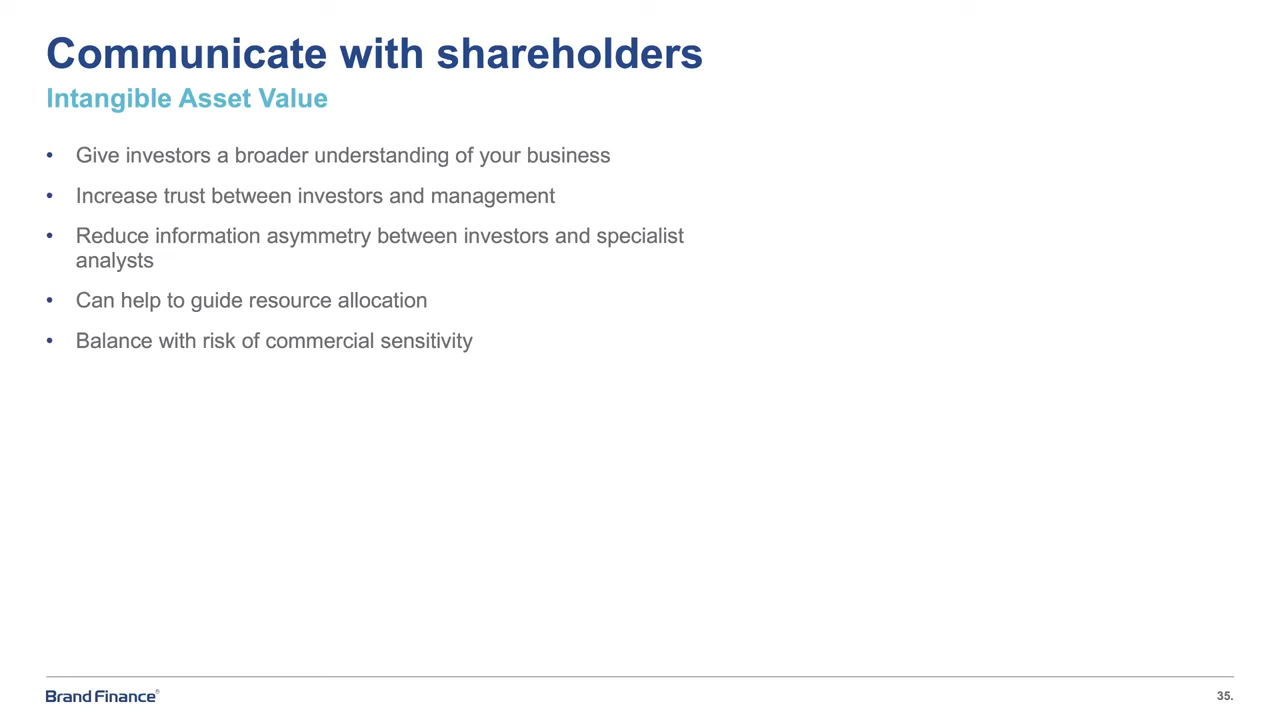 Communicate with shareholders
Intangible Asset Value
• Give investors a broader understanding of your business
• Increase trust between investors and management
• Reduce information asymmetry between investors and specialist
analysts
• Can help to guide resource allocation
• Balance with risk of commercial sensitivity
Brand Finance®
35.